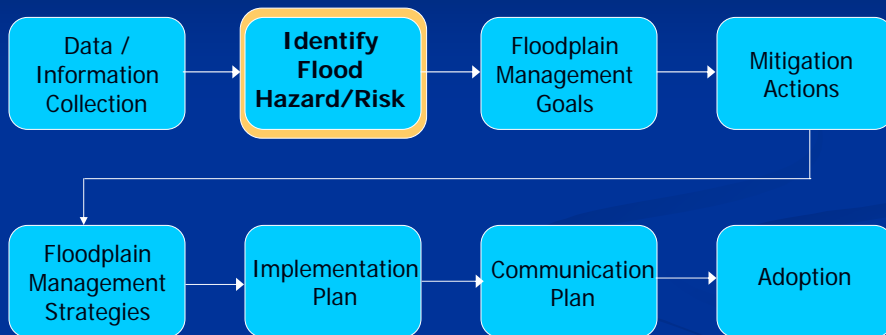 Data /
Information
Collection
Identify
Flood
Hazard/Risk
Floodplain
Management
Goals
Mitigation
Actions
Floodplain
Management
Strategies
Implementation
Plan
Communication
Plan
Adoption